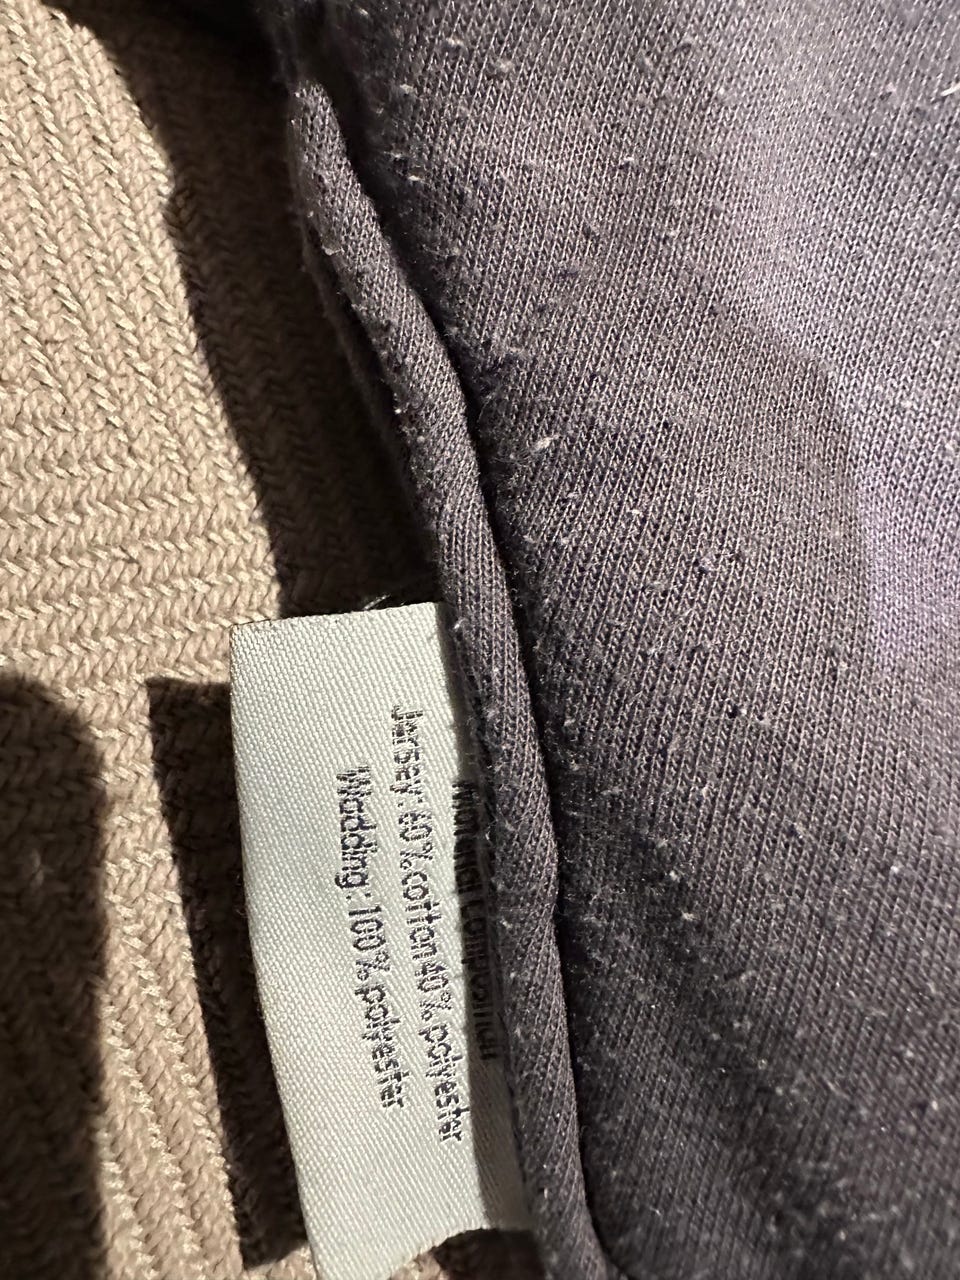 Jersey: 60% cotton 40% polyester
Wadding: 100% polyester